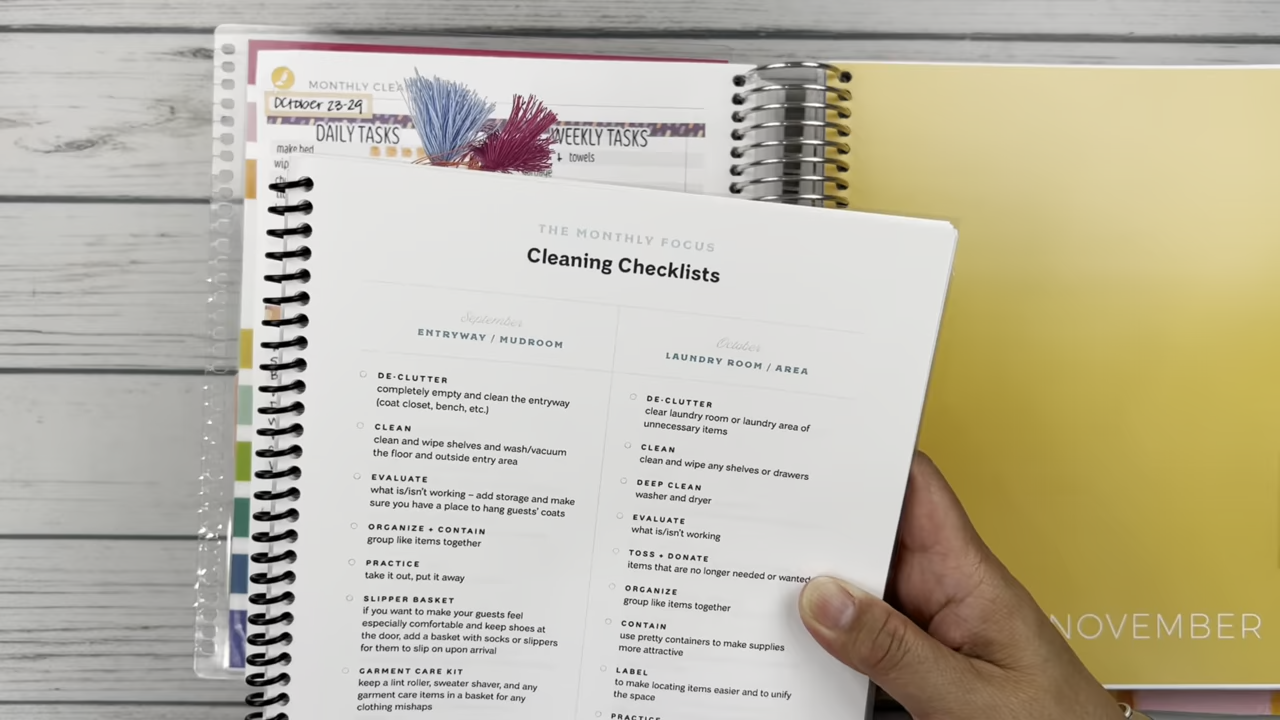 MONTHLY CLEA
October 23-29
DAILY TASKS
WEEKLY TASKS
make bed
+ towels
wip
THE MONTHLY FOCUS
Cleaning Checklists
September
ENTRYWAY / MUDROOM
DE-CLUTTER
completely empty and clean the entryway
(coat closet, bench, etc.)
CLEAN
clean and wipe shelves and wash/vacuum
the floor and outside entry area
EVALUATE
what is/isn't working – add storage and make
sure you have a place to hang guests' coats
ORGANIZE + CONTAIN
group like items together
PRACTICE
take it out, put it away
SLIPPER BASKET
if you want to make your guests feel
especially comfortable and keep shoes at
the door, add a basket with socks or slippers
for them to slip on upon arrival
GARMENT CARE KIT
keep a lint roller, sweater shaver, and any
garment care items in a basket for any
clothing mishaps
October
LAUNDRY ROOM / AREA
DE-CLUTTER
clear laundry room or laundry area of
unnecessary items
CLEAN
clean and wipe any shelves or drawers
DEEP CLEAN
washer and dryer
EVALUATE
what is/isn't working
TOSS + DONATE
items that are no longer needed or wanted
ORGANIZE
group like items together
CONTAIN
use pretty containers to make supplies
more attractive
LABEL
to make locating items easier and to unify
the space
PRACTICE
NOVEMBER